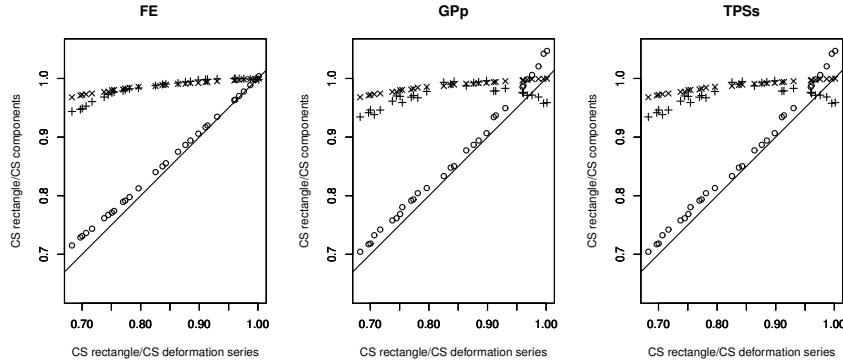 FE
GPp
TPSs
CS rectangle/CS components
1.0
0.9
0.8
0.7
0.70
0.80
0.90
1.00
CS rectangle/CS deformation series
CS rectangle/CS components
1.0
0.9
0.8
0.7
0.70
0.80
0.90
1.00
CS rectangle/CS deformation series
CS rectangle/CS components
1.0
0.9
0.8
0.7
0.70
0.80
0.90
1.00
CS rectangle/CS deformation series